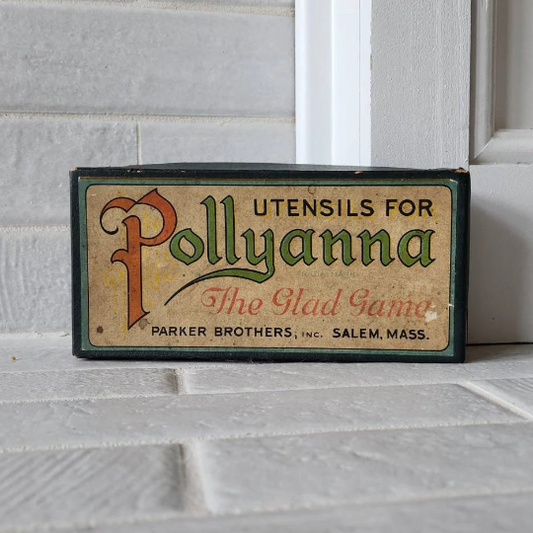 UTENSILS FOR
Pollyanna
The Glad Game
PARKER BROTHERS, INC. SALEM, MASS.